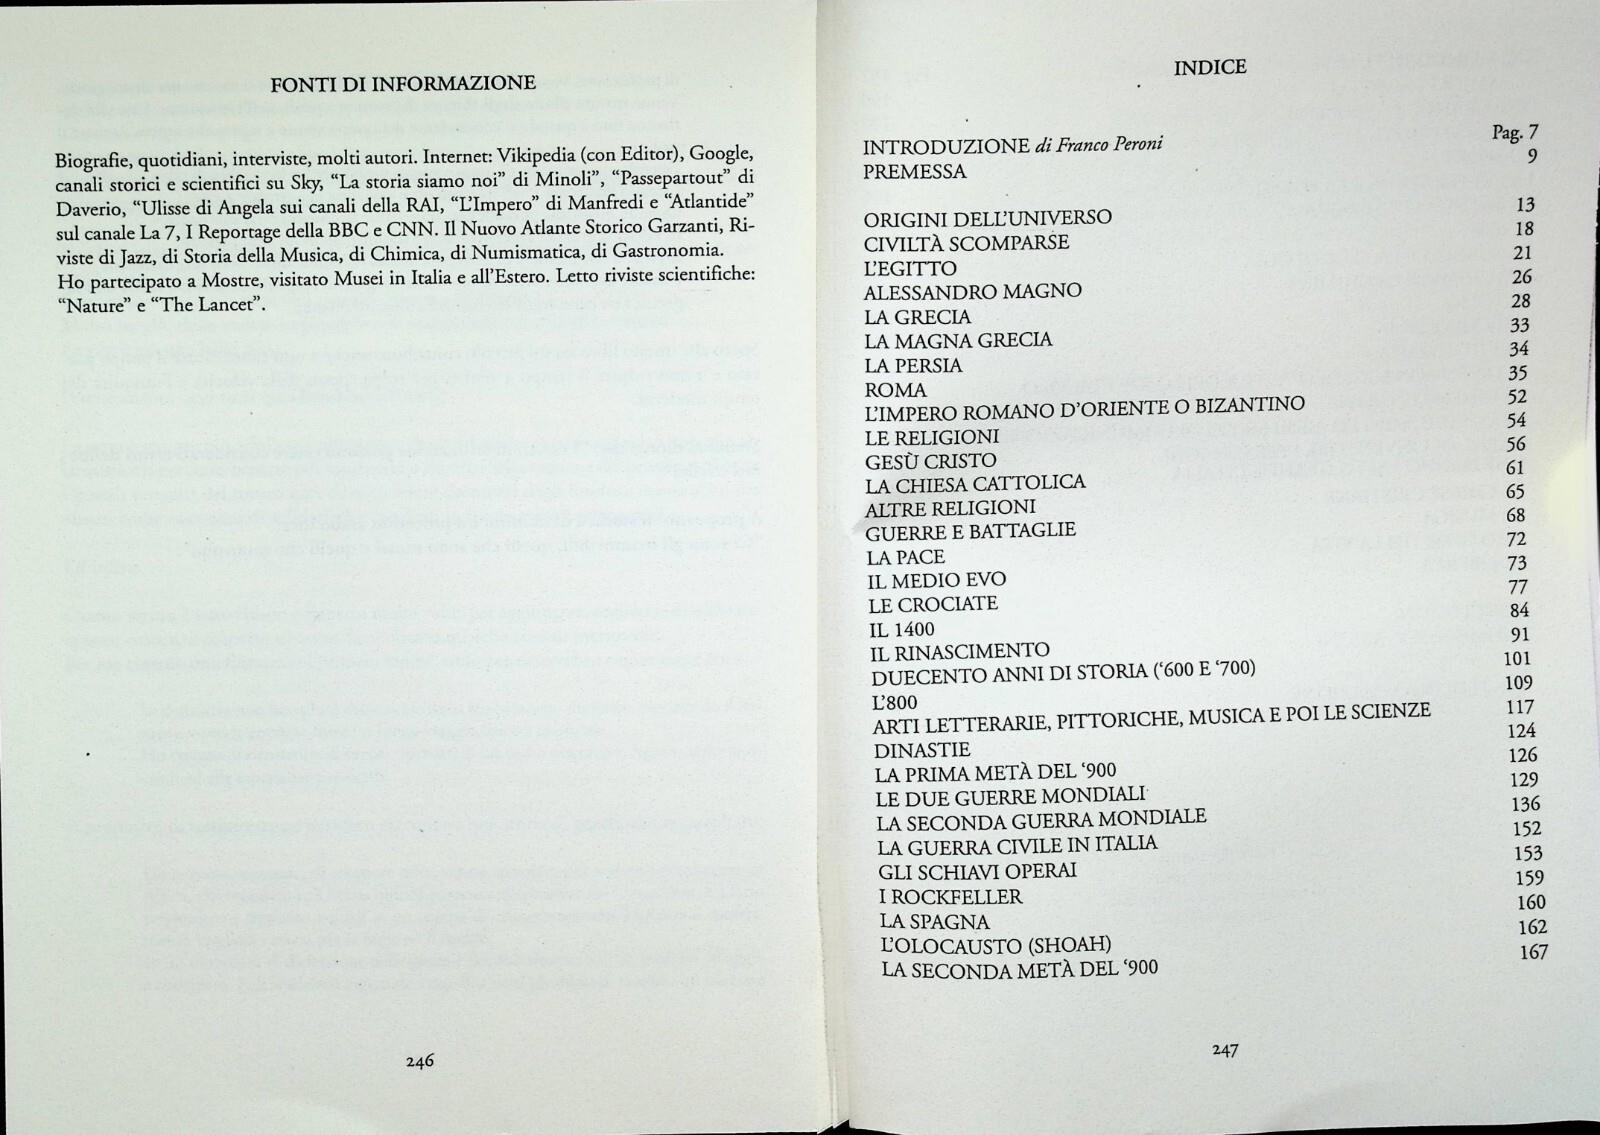 FONTI DI INFORMAZIONE
Biografie, quotidiani, interviste, molti autori. Internet: Vikipedia (con Editor), Google,
canali storici e scientifici su Sky, “La storia siamo noi” di Minoli”, “Passepartout” di
Daverio, “Ulisse di Angela sui canali della RAI, “L’Impero” di Manfredi e “Atlantide”
sul canale La 7, I Reportage della BBC e CNN. Il Nuovo Atlante Storico Garzanti, Ri-
viste di Jazz, di Storia della Musica, di Chimica, di Numismatica, di Gastronomia.
Ho partecipato a Mostre, visitato Musei in Italia e all’Estero. Letto riviste scientifiche:
“Nature” e “The Lancet”.
246
INDICE
INTRODUZIONE di Franco Peroni Pag. 7
PREMESSA 9
ORIGINI DELL’UNIVERSO 13
CIVILTÀ SCOMPARSE 18
L’EGITTO 21
ALESSANDRO MAGNO 26
LA GRECIA 28
LA MAGNA GRECIA 33
LA PERSIA 34
ROMA 35
L’IMPERO ROMANO D’ORIENTE O BIZANTINO 52
LE RELIGIONI 54
GESÙ CRISTO 56
LA CHIESA CATTOLICA 61
ALTRE RELIGIONI 65
GUERRE E BATTAGLIE 68
LA PACE 72
IL MEDIO EVO 73
LE CROCIATE 77
IL 1400 84
IL RINASCIMENTO 91
DUECENTO ANNI DI STORIA (‘600 E ‘700) 101
L’800 109
ARTI LETTERARIE, PITTORICHE, MUSICA E POI LE SCIENZE 117
DINASTIE 124
LA PRIMA METÀ DEL ‘900 126
LE DUE GUERRE MONDIALI 129
LA SECONDA GUERRA MONDIALE 136
LA GUERRA CIVILE IN ITALIA 152
GLI SCHIAVI OPERAI 153
I ROCKFELLER 159
LA SPAGNA 160
L’OLOCAUSTO (SHOAH) 162
LA SECONDA METÀ DEL ‘900 167
247